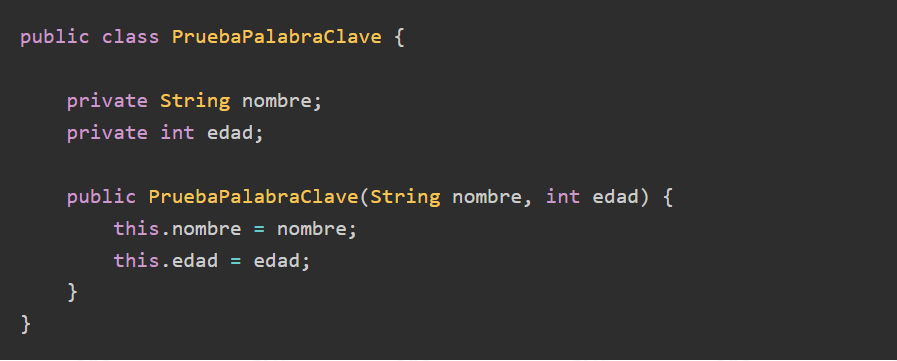 public class PruebaPalabraClave {
private String nombre;
private int edad;
public PruebaPalabraClave(String nombre, int edad) {
this.nombre = nombre;
this.edad = edad;
}
}